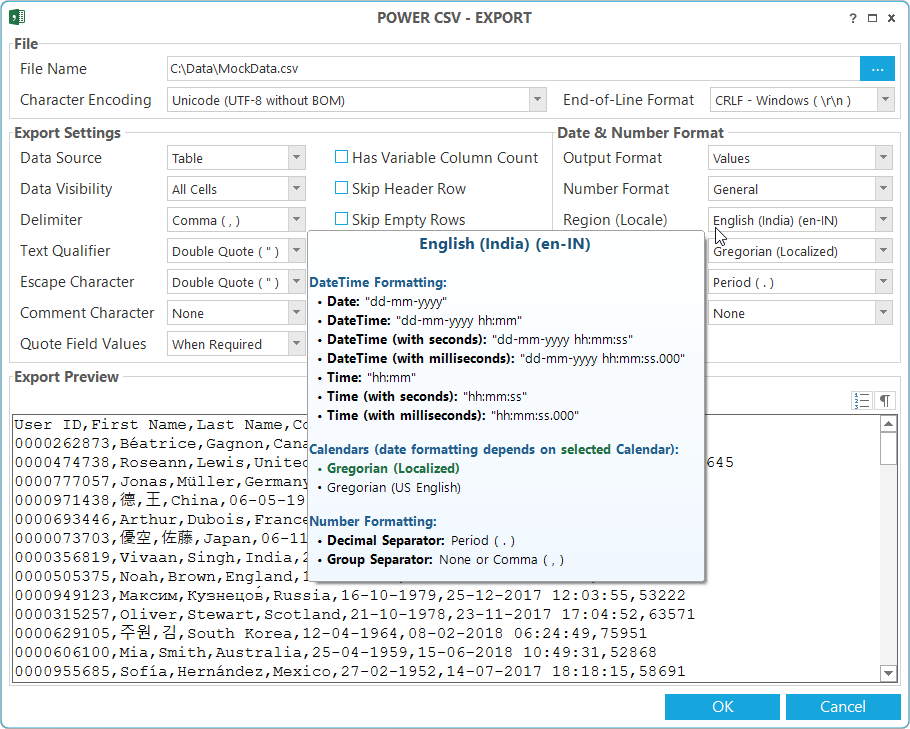 POWER CSV - EXPORT
?
File
File Name
C:\Data\MockData.csv
...
Character Encoding
Unicode (UTF-8 without BOM)
End-of-Line Format
CRLF - Windows ( \r\n )
Export Settings
Date & Number Format
Data Source
Table
Has Variable Column Count
Output Format
Values
Data Visibility
All Cells
Skip Header Row
Number Format
General
Delimiter
Comma ( , )
Skip Empty Rows
Region (Locale)
English (India) (en-IN)
Text Qualifier
Double Quote ( " )
Gregorian (Localized)
Escape Character
Double Quote ( " )
Period ( . )
Comment Character
None
None
Quote Field Values
When Required
English (India) (en-IN)
DateTime Formatting:
• Date: "dd-mm-yyyy"
• DateTime: "dd-mm-yyyy hh:mm"
• DateTime (with seconds): "dd-mm-yyyy hh:mm:ss"
• DateTime (with milliseconds): "dd-mm-yyyy hh:mm:ss.000"
• Time: "hh:mm"
• Time (with seconds): "hh:mm:ss"
• Time (with milliseconds): "hh:mm:ss.000"
Calendars (date formatting depends on selected Calendar):
• Gregorian (Localized)
• Gregorian (US English)
Number Formatting:
• Decimal Separator: Period ( . )
• Group Separator: None or Comma ( , )
Export Preview
1
2
3
¶
User ID,First Name,Last Name,Co
0000262873,Béatrice,Gagnon,Cana
0000474738,Roseann,Lewis,United
645
0000777057,Jonas,Müller,Germany
0000971438,德,王,China,06-05-19
0000693446,Arthur,Dubois,France
0000073703,優空,佐藤,Japan,06-11
0000356819,Vivaan,Singh,India,2
0000505375,Noah,Brown,England,1
0000949123,Максим,Кузнецов,Russia,16-10-1979,25-12-2017 12:03:55,53222
0000315257,Oliver,Stewart,Scotland,21-10-1978,23-11-2017 17:04:52,63571
0000629105,주원,김,South Korea,12-04-1964,08-02-2018 06:24:49,75951
0000606100,Mia,Smith,Australia,25-04-1959,15-06-2018 10:49:31,52868
0000955685,Sofía,Hernández,Mexico,27-02-1952,14-07-2017 18:18:15,58691
OK
Cancel